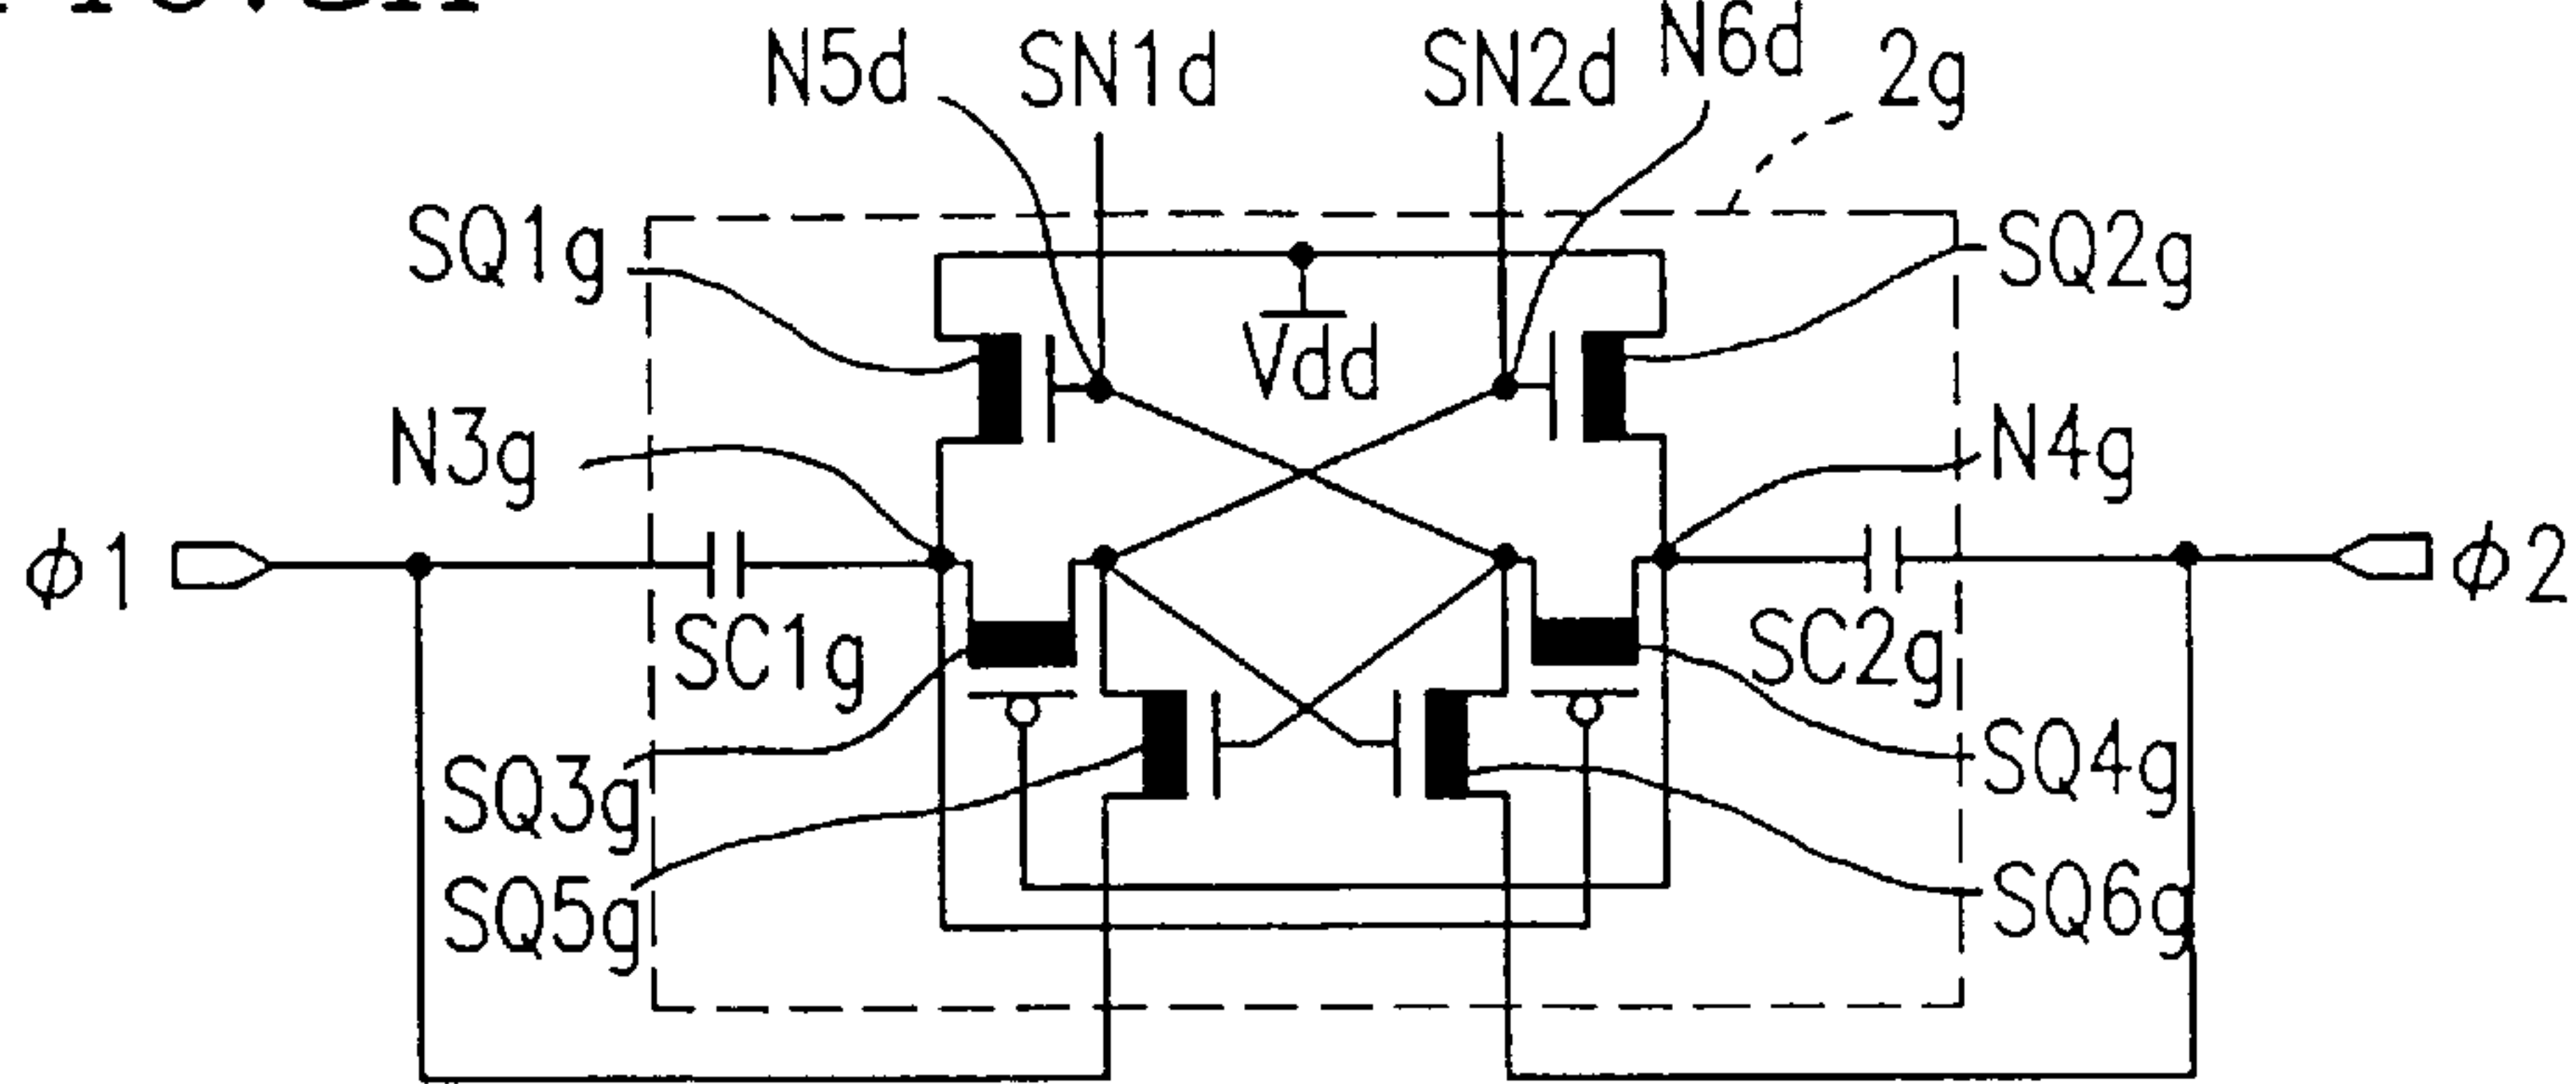 N5d SN1d SN2d N6d 2g
SQ1g SQ2g
Vdd
N3g N4g
φ1 φ2
SC1g SC2g
SQ3g SQ4g
SQ5g SQ6g